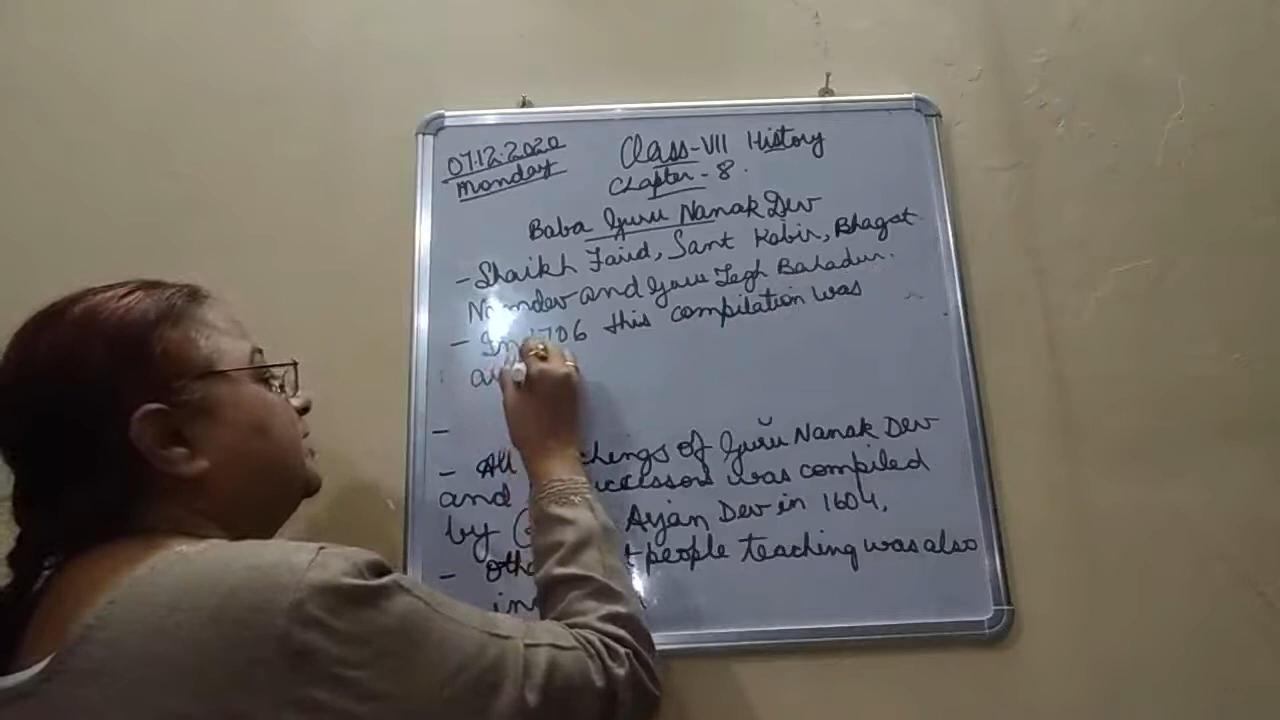 07.12.2020
Monday
Class-VII History
Chapter-8.
Baba Guru Nanak Dev
- Shaikh Farid, Sant Kabir, Bhagat
Namdev and Guru Tegh Bahadur.
- In 1706 this compilation was
-
- All of Guru Nanak Dev
and was compiled
by Arjan Dev in 1604.
- people teaching was also